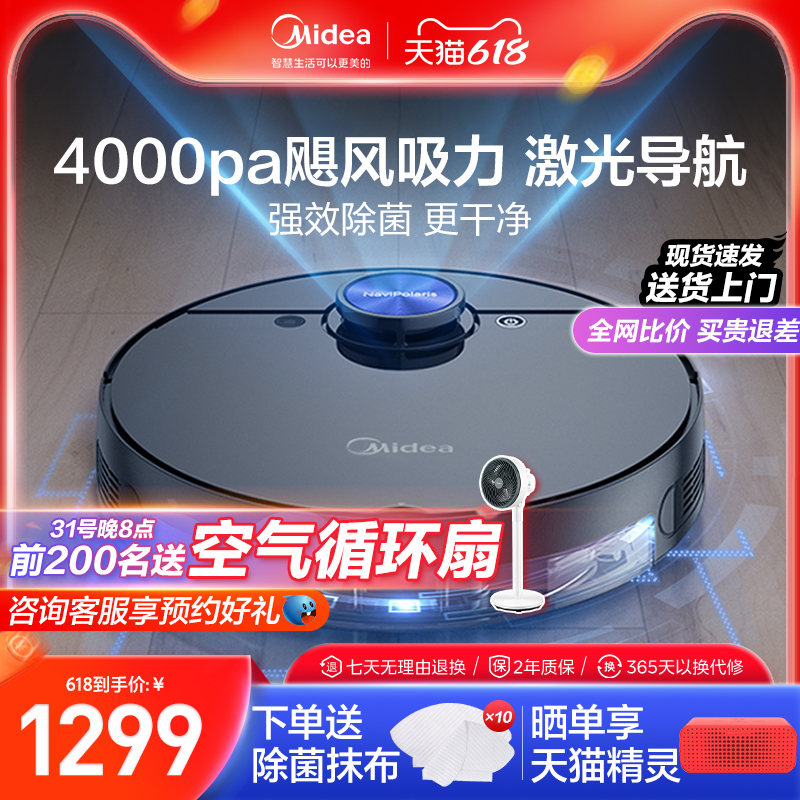 Midea
智慧生活可以更美的
天猫618
4000pa飓风吸力 激光导航
强效除菌 更干净
现货速发
送货上门
全网比价 买贵退差
NaviPolaris
Midea
31号晚8点
前200名送
空气循环扇
咨询客服享预约好礼
退 七天无理由退换
保 2年质保
换 365天以换代修
618到手价:￥
1299
下单送
除菌抹布
×10
晒单享
天猫精灵